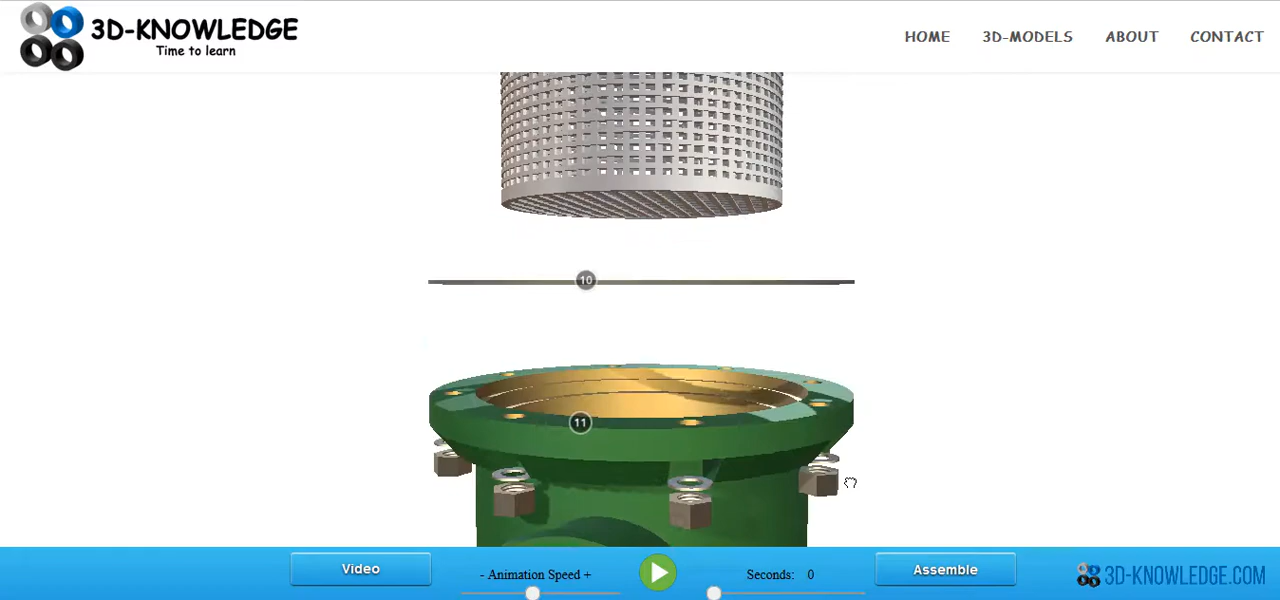 3D-KNOWLEDGE
Time to learn
HOME 3D-MODELS ABOUT CONTACT
10
11
Video
- Animation Speed +
Seconds: 0
Assemble
3D-KNOWLEDGE.COM